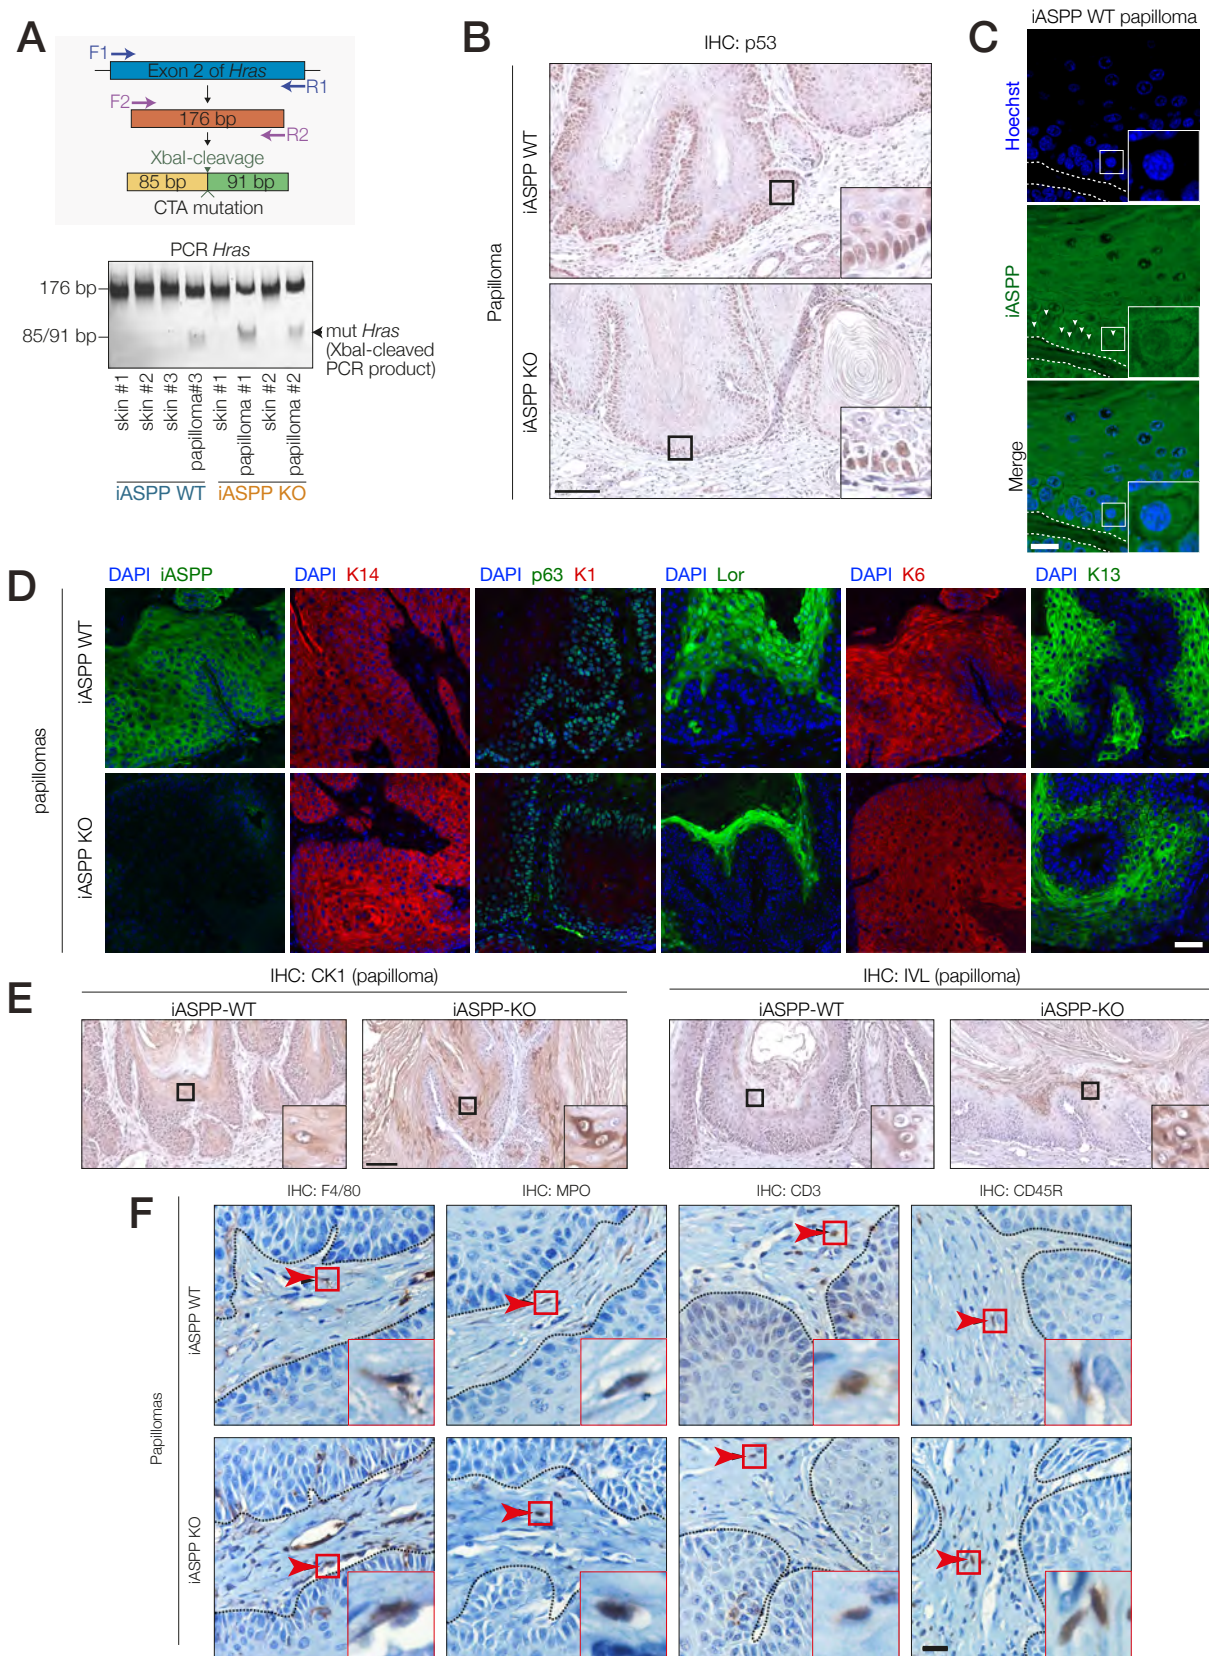 A
F1
Exon 2 of Hras
R1
F2
176 bp
R2
XbaI-cleavage
85 bp
91 bp
CTA mutation
PCR Hras
176 bp
85/91 bp
mut Hras
(XbaI-cleaved
PCR product)
skin #1
skin #2
skin #3
papilloma#3
skin #1
papilloma #1
skin #2
papilloma #2
iASPP WT
iASPP KO
B
IHC: p53
Papilloma
iASPP WT
iASPP KO
C
iASPP WT papilloma
Hoechst
iASPP
Merge
D
DAPI iASPP
DAPI K14
DAPI p63 K1
DAPI Lor
DAPI K6
DAPI K13
papillomas
iASPP WT
iASPP KO
E
IHC: CK1 (papilloma)
IHC: IVL (papilloma)
iASPP-WT
iASPP-KO
iASPP-WT
iASPP-KO
F
IHC: F4/80
IHC: MPO
IHC: CD3
IHC: CD45R
Papillomas
iASPP WT
iASPP KO